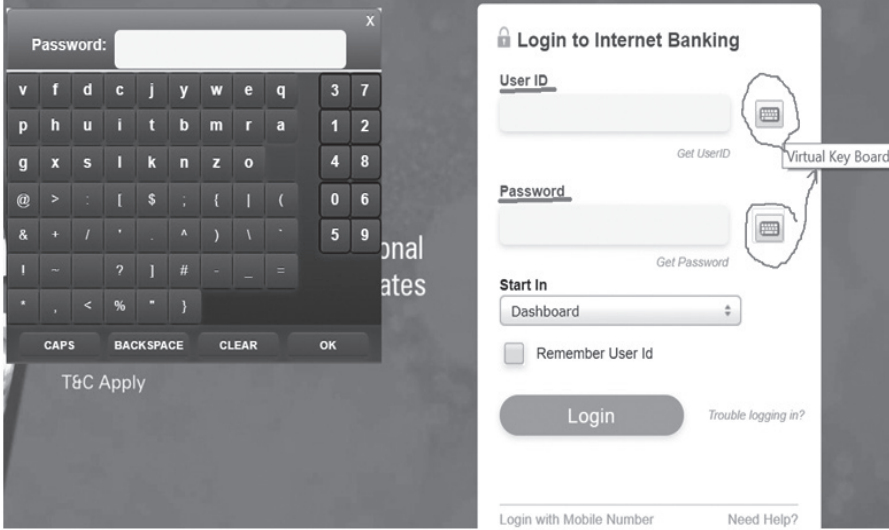 X
Password:
v f d c j y w e q 3 7
p h u i t b m r a 1 2
g x s l k n z o 4 8
@ > : [ $ ; { | ( 0 6
& + / ' . ^ ) \ ` 5 9
! ~ ? ] # - _ =
* , < % " }
CAPS BACKSPACE CLEAR OK
onal
ates
T&C Apply
Login to Internet Banking
User ID
Get UserID
Virtual Key Board
Password
Get Password
Start In
Dashboard
Remember User Id
Login
Trouble logging in?
Login with Mobile Number Need Help?